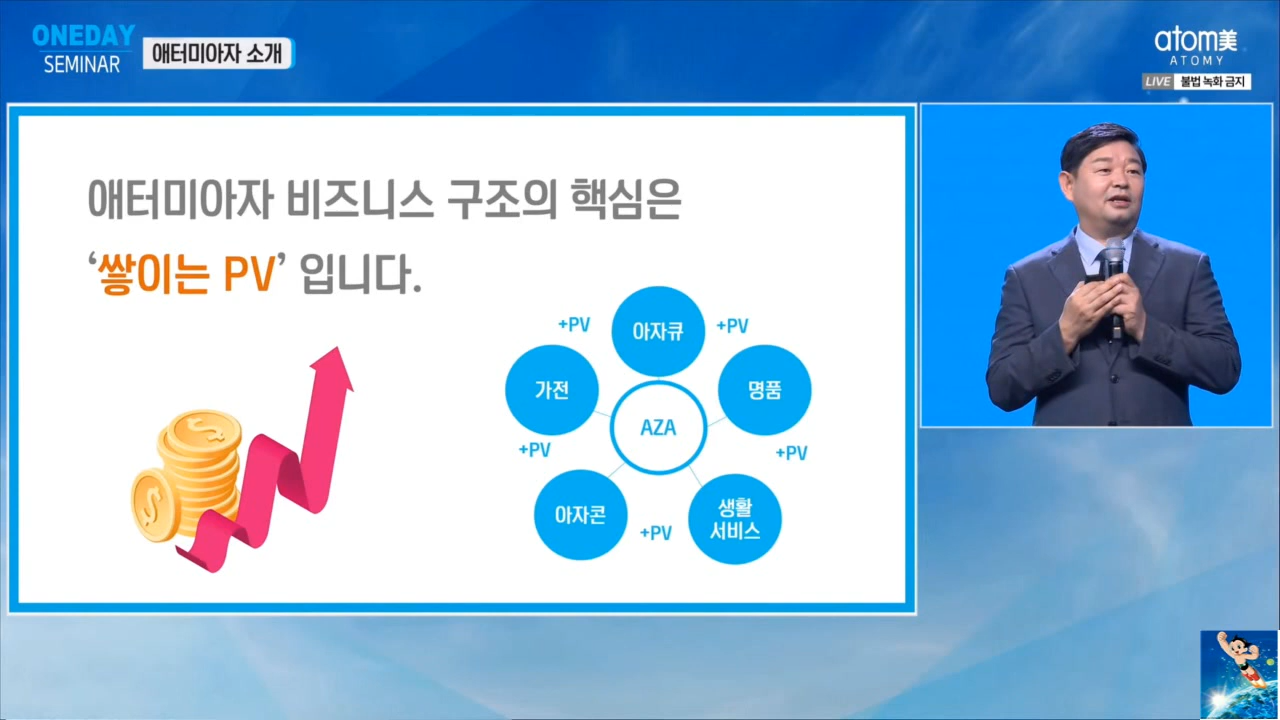 ONEDAY
SEMINAR
애터미아자 소개
atom美
ATOMY
LIVE 불법 녹화 금지
애터미아자 비즈니스 구조의 핵심은
‘쌓이는 PV’ 입니다.
+PV
아자큐
+PV
가전
명품
AZA
+PV
+PV
아자콘
+PV
생활
서비스